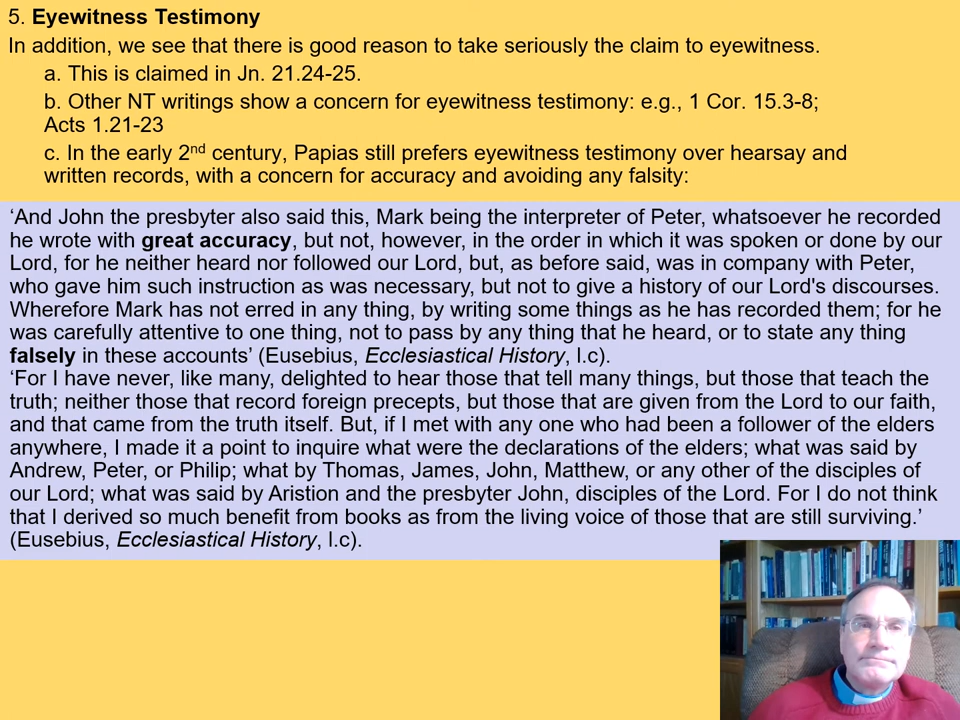 5. Eyewitness Testimony
In addition, we see that there is good reason to take seriously the claim to eyewitness.
a. This is claimed in Jn. 21.24-25.
b. Other NT writings show a concern for eyewitness testimony: e.g., 1 Cor. 15.3-8;
Acts 1.21-23
c. In the early 2nd century, Papias still prefers eyewitness testimony over hearsay and
written records, with a concern for accuracy and avoiding any falsity:
‘And John the presbyter also said this, Mark being the interpreter of Peter, whatsoever he recorded
he wrote with great accuracy, but not, however, in the order in which it was spoken or done by our
Lord, for he neither heard nor followed our Lord, but, as before said, was in company with Peter,
who gave him such instruction as was necessary, but not to give a history of our Lord's discourses.
Wherefore Mark has not erred in any thing, by writing some things as he has recorded them; for he
was carefully attentive to one thing, not to pass by any thing that he heard, or to state any thing
falsely in these accounts’ (Eusebius, Ecclesiastical History, l.c).
‘For I have never, like many, delighted to hear those that tell many things, but those that teach the
truth; neither those that record foreign precepts, but those that are given from the Lord to our faith,
and that came from the truth itself. But, if I met with any one who had been a follower of the elders
anywhere, I made it a point to inquire what were the declarations of the elders; what was said by
Andrew, Peter, or Philip; what by Thomas, James, John, Matthew, or any other of the disciples of
our Lord; what was said by Aristion and the presbyter John, disciples of the Lord. For I do not think
that I derived so much benefit from books as from the living voice of those that are still surviving.’
(Eusebius, Ecclesiastical History, l.c).